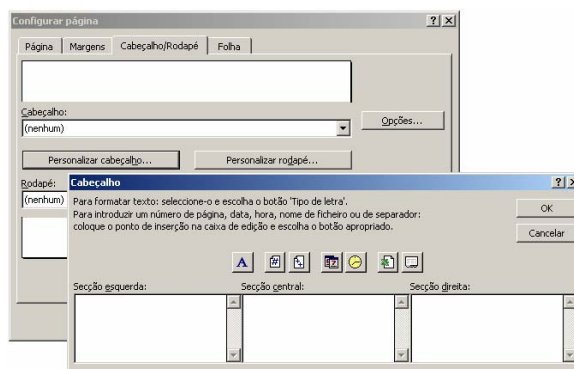 Configurar página
Página Margens Cabeçalho/Rodapé Folha
Cabeçalho:
(nenhum)
Opções...
Personalizar cabeçalho... Personalizar rodapé...
Rodapé:
(nenhum)
Cabeçalho
Para formatar texto: seleccione-o e escolha o botão 'Tipo de letra'.
Para introduzir um número de página, data, hora, nome de ficheiro ou de separador:
coloque o ponto de inserção na caixa de edição e escolha o botão apropriado.
OK
Cancelar
A
Secção esquerda: Secção central: Secção direita: